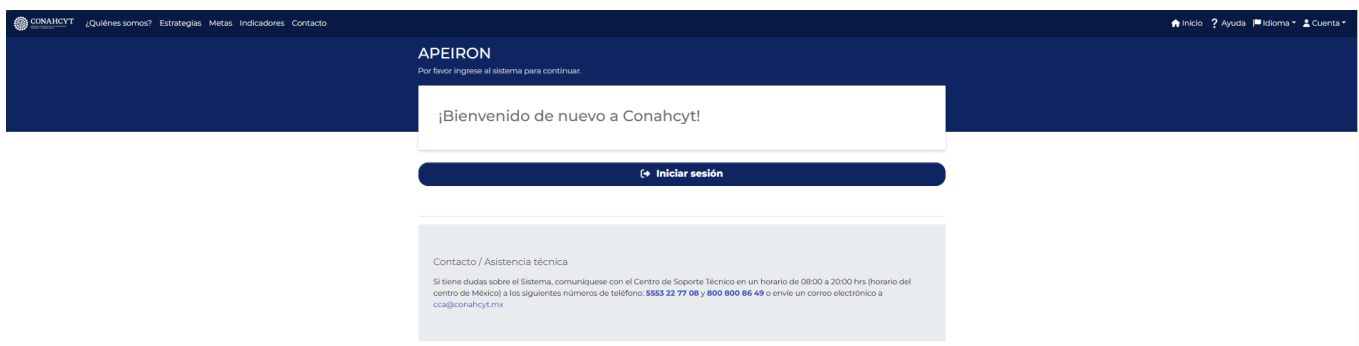 CONAHCYT ¿Quiénes somos? Estrategias Metas Indicadores Contacto Inicio ? Ayuda Idioma Cuenta
APEIRON
Por favor ingrese al sistema para continuar.
¡Bienvenido de nuevo a Conahcyt!
Iniciar sesión
Contacto / Asistencia técnica
Si tiene dudas sobre el Sistema, comuníquese con el Centro de Soporte Técnico en un horario de 08:00 a 20:00 hrs (horario del
centro de México) a los siguientes números de teléfono: 5553 22 77 08 y 800 800 86 49 o envíe un correo electrónico a
cca@conahcyt.mx